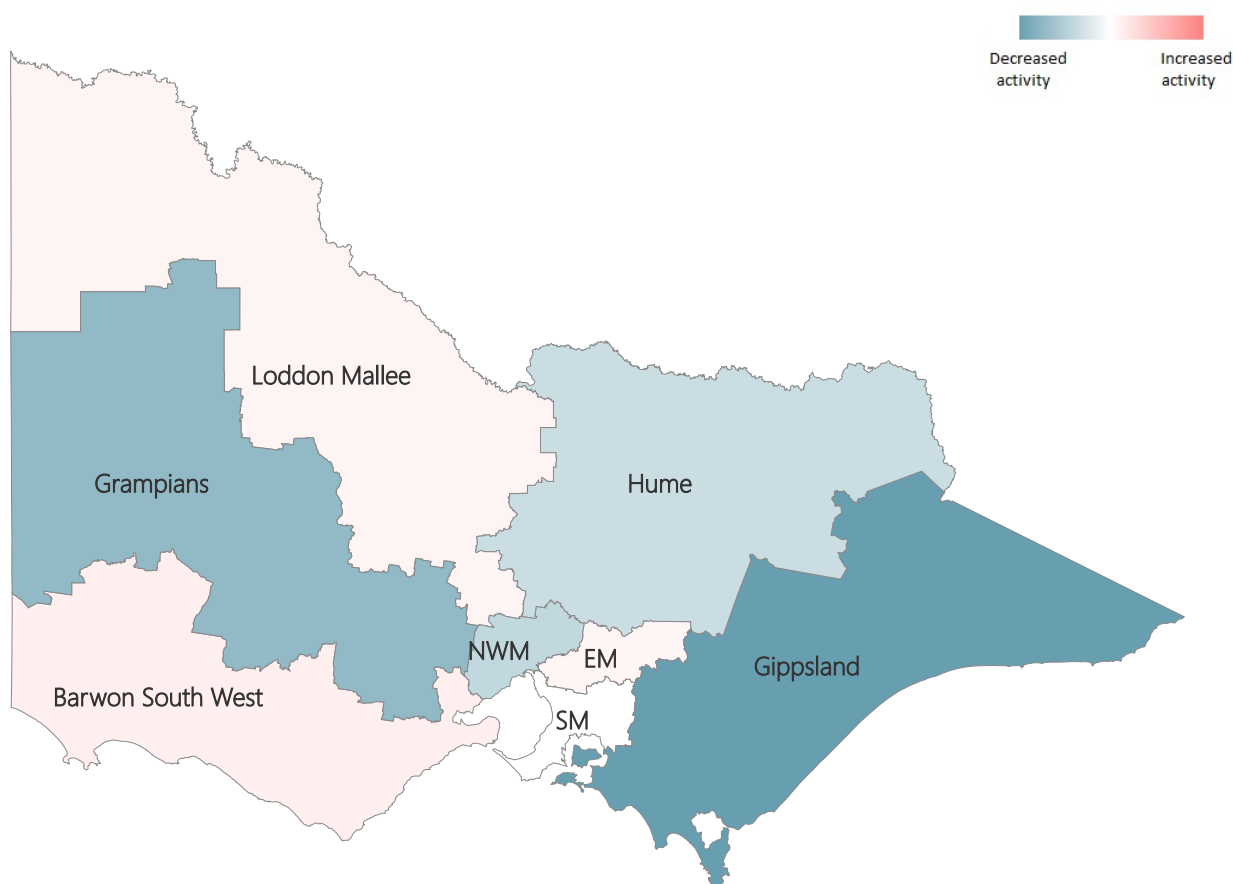 Decreased
activity
Increased
activity
Loddon Mallee
Grampians
Hume
NWM
EM
Gippsland
Barwon South West
SM